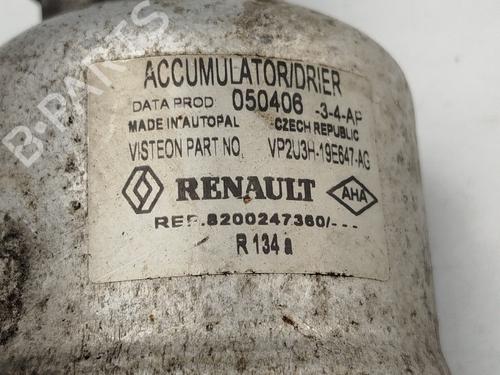 ACCUMULATOR/DRIER
DATA PROD 050406 -3-4-AP
MADE IN AUTOPAL CZECH REPUBLIC
VISTEON PART NO. VP2U3H-19E647-AG
RENAULT AHA
REF.8200247360/---
R 134 a
B-PARTS